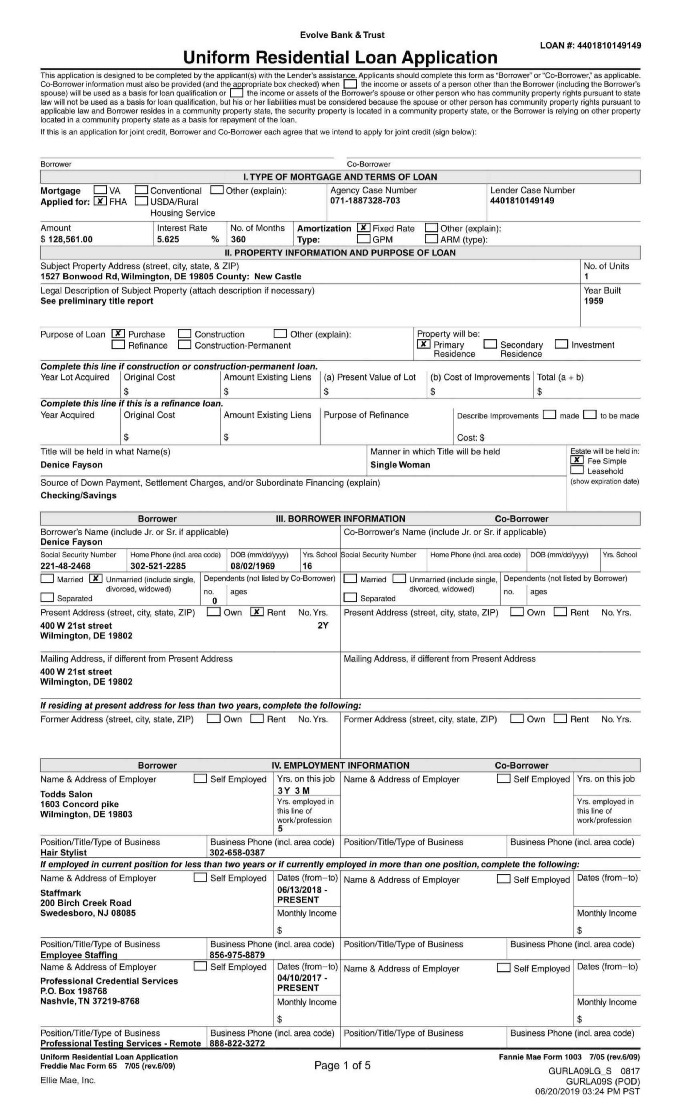 Evolve Bank & Trust
LOAN #: 4401810149149
Uniform Residential Loan Application
This application is designed to be completed by the applicant(s) with the Lender's assistance. Applicants should complete this form as "Borrower" or "Co-Borrower," as applicable.
Co-Borrower information must also be provided (and the appropriate box checked) when the income or assets of a person other than the Borrower (including the Borrower's
spouse) will be used as a basis for loan qualification or the income or assets of the Borrower's spouse or other person who has community property rights pursuant to state
law will not be used as a basis for loan qualification, but his or her liabilities must be considered because the spouse or other person has community property rights pursuant to
applicable law and Borrower resides in a community property state, the security property is located in a community property state, or the Borrower is relying on other property
located in a community property state as a basis for repayment of the loan.
If this is an application for joint credit, Borrower and Co-Borrower each agree that we intend to apply for joint credit (sign below):
Borrower Co-Borrower
I. TYPE OF MORTGAGE AND TERMS OF LOAN
Mortgage VA Conventional Other (explain): Agency Case Number Lender Case Number
Applied for: X FHA USDA/Rural 071-1887328-703 4401810149149
Housing Service
Amount Interest Rate No. of Months Amortization X Fixed Rate Other (explain):
$ 128,561.00 5.625 % 360 Type: GPM ARM (type):
II. PROPERTY INFORMATION AND PURPOSE OF LOAN
Subject Property Address (street, city, state, & ZIP) No. of Units
1527 Bonwood Rd, Wilmington, DE 19805 County: New Castle 1
Legal Description of Subject Property (attach description if necessary) Year Built
See preliminary title report 1959
Purpose of Loan X Purchase Construction Other (explain): Property will be:
Refinance Construction-Permanent X Primary Residence Secondary Residence Investment
Complete this line if construction or construction-permanent loan.
Year Lot Acquired Original Cost Amount Existing Liens (a) Present Value of Lot (b) Cost of Improvements Total (a + b)
$ $ $ $ $
Complete this line if this is a refinance loan.
Year Acquired Original Cost Amount Existing Liens Purpose of Refinance Describe Improvements made to be made
$ $ Cost: $
Title will be held in what Name(s) Manner in which Title will be held Estate will be held in:
Denice Fayson Single Woman X Fee Simple
Leasehold
Source of Down Payment, Settlement Charges, and/or Subordinate Financing (explain) (show expiration date)
Checking/Savings
Borrower III. BORROWER INFORMATION Co-Borrower
Borrower's Name (include Jr. or Sr. if applicable) Co-Borrower's Name (include Jr. or Sr. if applicable)
Denice Fayson
Social Security Number Home Phone (incl. area code) DOB (mm/dd/yyyy) Yrs. School Social Security Number Home Phone (incl. area code) DOB (mm/dd/yyyy) Yrs. School
221-48-2468 302-521-2285 08/02/1969 16
Married X Unmarried (include single, Dependents (not listed by Co-Borrower) Married Unmarried (include single, Dependents (not listed by Borrower)
divorced, widowed) no. ages divorced, widowed) no. ages
Separated 0 Separated
Present Address (street, city, state, ZIP) Own X Rent No. Yrs. Present Address (street, city, state, ZIP) Own Rent No. Yrs.
400 W 21st street 2Y
Wilmington, DE 19802
Mailing Address, if different from Present Address Mailing Address, if different from Present Address
400 W 21st street
Wilmington, DE 19802
If residing at present address for less than two years, complete the following:
Former Address (street, city, state, ZIP) Own Rent No. Yrs. Former Address (street, city, state, ZIP) Own Rent No. Yrs.
Borrower IV. EMPLOYMENT INFORMATION Co-Borrower
Name & Address of Employer Self Employed Yrs. on this job Name & Address of Employer Self Employed Yrs. on this job
Todds Salon 3 Y 3 M
1603 Concord pike Yrs. employed in this line of work/profession Yrs. employed in this line of work/profession
Wilmington, DE 19803
5
Position/Title/Type of Business Business Phone (incl. area code) Position/Title/Type of Business Business Phone (incl. area code)
Hair Stylist 302-658-0387
If employed in current position for less than two years or if currently employed in more than one position, complete the following:
Name & Address of Employer Self Employed Dates (from–to) Name & Address of Employer Self Employed Dates (from–to)
Staffmark 06/13/2018 -
200 Birch Creek Road PRESENT
Swedesboro, NJ 08085 Monthly Income Monthly Income
$ $
Position/Title/Type of Business Business Phone (incl. area code) Position/Title/Type of Business Business Phone (incl. area code)
Employee Staffing 856-975-8879
Name & Address of Employer Self Employed Dates (from–to) Name & Address of Employer Self Employed Dates (from–to)
Professional Credential Services 04/10/2017 -
P.O. Box 198768 PRESENT
Nashvle, TN 37219-8768 Monthly Income Monthly Income
$ $
Position/Title/Type of Business Business Phone (incl. area code) Position/Title/Type of Business Business Phone (incl. area code)
Professional Testing Services - Remote 888-822-3272
Uniform Residential Loan Application Fannie Mae Form 1003 7/05 (rev.6/09)
Freddie Mac Form 65 7/05 (rev.6/09) Page 1 of 5
GURLA09LG_S 0817
Ellie Mae, Inc. GURLA09S (POD)
06/20/2019 03:24 PM PST